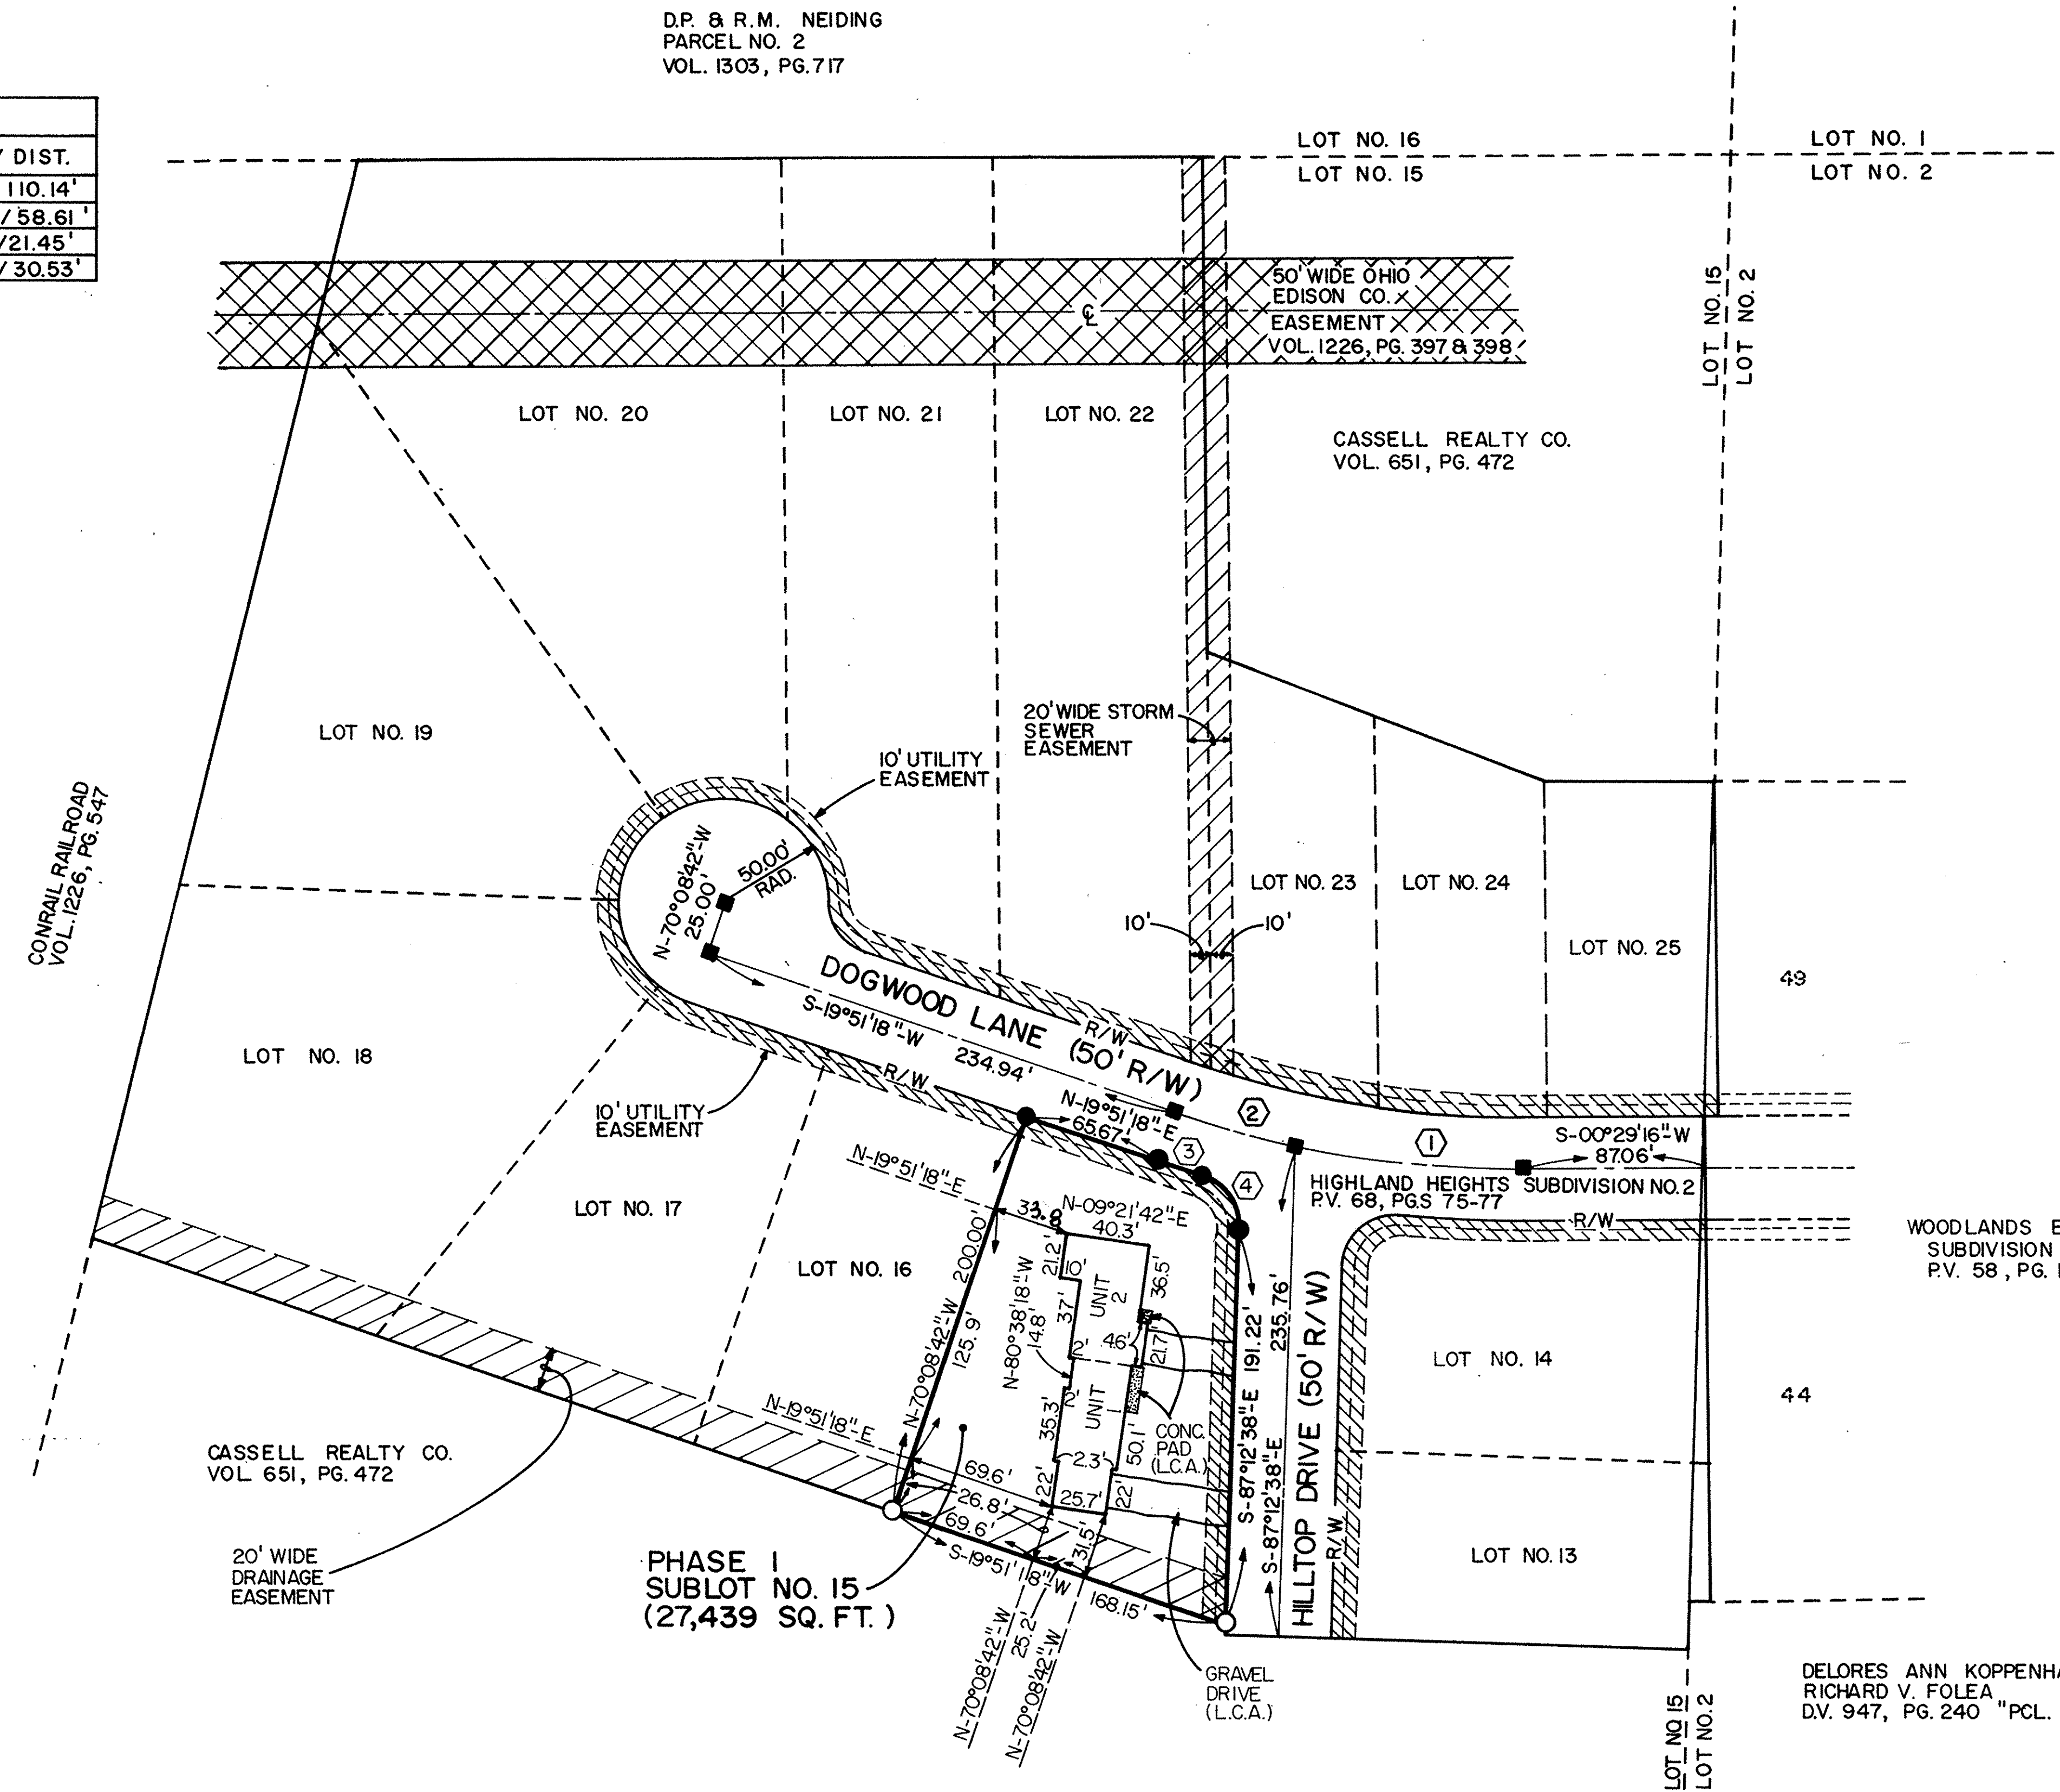 D.P. & R.M. NEIDING
PARCEL NO. 2
VOL. 1303, PG. 717
DIST.
110.14'
58.61'
21.45'
30.53'
LOT NO. 16
LOT NO. 15
LOT NO. 1
LOT NO. 2
50' WIDE OHIO
EDISON CO.
EASEMENT
VOL. 1226, PG. 397 & 398
℄
LOT NO. 15
LOT NO. 2
LOT NO. 20
LOT NO. 21
LOT NO. 22
CASSELL REALTY CO.
VOL. 651, PG. 472
LOT NO. 19
20' WIDE STORM
SEWER
EASEMENT
10' UTILITY
EASEMENT
CONRAIL RAILROAD
VOL. 1226, PG. 547
N-70°08'42"-W
25.00'
50.00'
RAD.
LOT NO. 23
LOT NO. 24
10'
10'
LOT NO. 25
49
DOGWOOD LANE (50' R/W)
S-19°51'18"-W 234.94'
R/W
R/W
LOT NO. 18
10' UTILITY
EASEMENT
N-19°51'18"-E
65.67'
2
1
3
4
S-00°29'16"-W
87.06'
HIGHLAND HEIGHTS SUBDIVISION NO. 2
P.V. 68, PGS 75-77
R/W
N-19°51'18"-E
33.8
N-09°21'42"-E
40.3'
LOT NO. 17
LOT NO. 16
WOODLANDS E
SUBDIVISION
P.V. 58, PG.
N-70°08'42"-W 200.00'
125.9'
21.2'
10'
37'
UNIT
2
36.5'
4.6'
21.7'
2'
N-80°38'18"-W
14.8'
2'
UNIT
1
35.3'
50.1'
2.3'
22'
25.7'
22'
CONC.
PAD
(L.C.A.)
S-87°12'38"-E 191.22'
235.76'
S-87°12'38"-E
HILLTOP DRIVE (50' R/W)
R/W
LOT NO. 14
44
N-19°51'18"-E
69.6'
26.8'
69.6'
31.5'
S-19°51'18"-W
168.15'
CASSELL REALTY CO.
VOL 651, PG. 472
20' WIDE
DRAINAGE
EASEMENT
PHASE 1
SUBLOT NO. 15
(27,439 SQ. FT.)
LOT NO. 13
N-70°08'42"-W
25.2'
N-70°08'42"-W
GRAVEL
DRIVE
(L.C.A.)
LOT NO 15
LOT NO. 2
DELORES ANN KOPPENHA
RICHARD V. FOLEA
D.V. 947, PG. 240 "PCL.